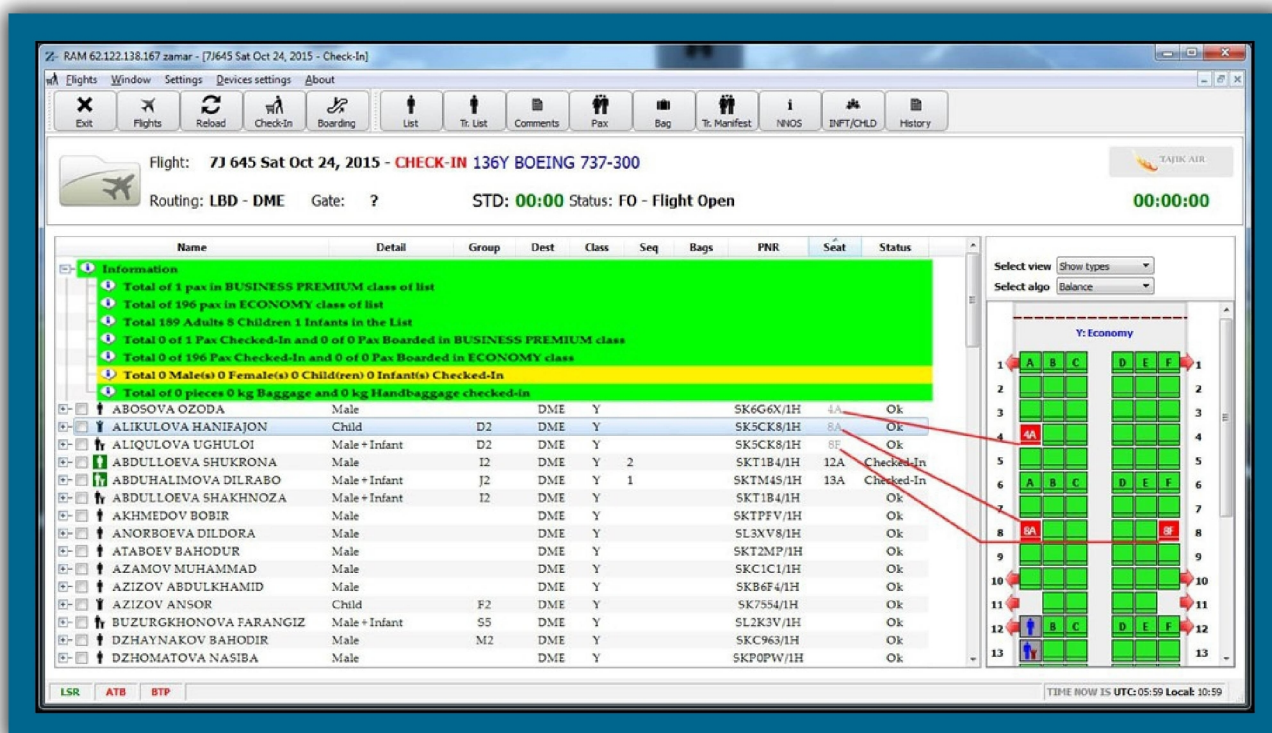 RAM 62.122.138.167 zamar - [7J645 Sat Oct 24, 2015 - Check-In]
Flights Window Settings Devices settings About
Exit Flights Reload Check-In Boarding List Tr. List Comments Pax Bag Tr. Manifest NNOS INFT/CHLD History
Flight: 7J 645 Sat Oct 24, 2015 - CHECK-IN 136Y BOEING 737-300
TAJIK AIR
Routing: LBD - DME Gate: ? STD: 00:00 Status: FO - Flight Open 00:00:00
Name Detail Group Dest Class Seq Bags PNR Seat Status
Information
Total of 1 pax in BUSINESS PREMIUM class of list
Total of 196 pax in ECONOMY class of list
Total 189 Adults 8 Children 1 Infants in the List
Total 0 of 1 Pax Checked-In and 0 of 0 Pax Boarded in BUSINESS PREMIUM class
Total 0 of 196 Pax Checked-In and 0 of 0 Pax Boarded in ECONOMY class
Total 0 Male(s) 0 Female(s) 0 Child(ren) 0 Infant(s) Checked-In
Total of 0 pieces 0 kg Baggage and 0 kg Handbaggage checked-in
ABOSOVA OZODA Male DME Y SK6G6X/1H 4A Ok
ALIKULOVA HANIFAJON Child D2 DME Y SK5CK8/1H 8A Ok
ALIQULOVA UGHULOI Male+Infant D2 DME Y SK5CK8/1H 8F Ok
ABDULLOEVA SHUKRONA Male I2 DME Y 2 SKT1B4/1H 12A Checked-In
ABDUHALIMOVA DILRABO Male+Infant J2 DME Y 1 SKTM4S/1H 13A Checked-In
ABDULLOEVA SHAKHNOZA Male+Infant I2 DME Y SKT1B4/1H Ok
AKHMEDOV BOBIR Male DME Y SKTPFV/1H Ok
ANORBOEVA DILDORA Male DME Y SL3XV8/1H Ok
ATABOEV BAHODUR Male DME Y SKT2MP/1H Ok
AZAMOV MUHAMMAD Male DME Y SKC1C1/1H Ok
AZIZOV ABDULKHAMID Male DME Y SKB6F4/1H Ok
AZIZOV ANSOR Child F2 DME Y SK7554/1H Ok
BUZURGKHONOVA FARANGIZ Male+Infant S5 DME Y SL2K3V/1H Ok
DZHAYNAKOV BAHODIR Male M2 DME Y SKC963/1H Ok
DZHOMATOVA NASIBA Male DME Y SKP0PW/1H Ok
Select view Show types
Select algo Balance
Y: Economy
1 A B C D E F 1
2 2
3 3
4 4A 4
5 5
6 A B C D E F 6
7 7
8 8A 8F 8
9 9
10 10
11 11
12 B C D E F 12
13 13
LSR ATB BTP TIME NOW IS UTC: 05:59 Local: 10:59